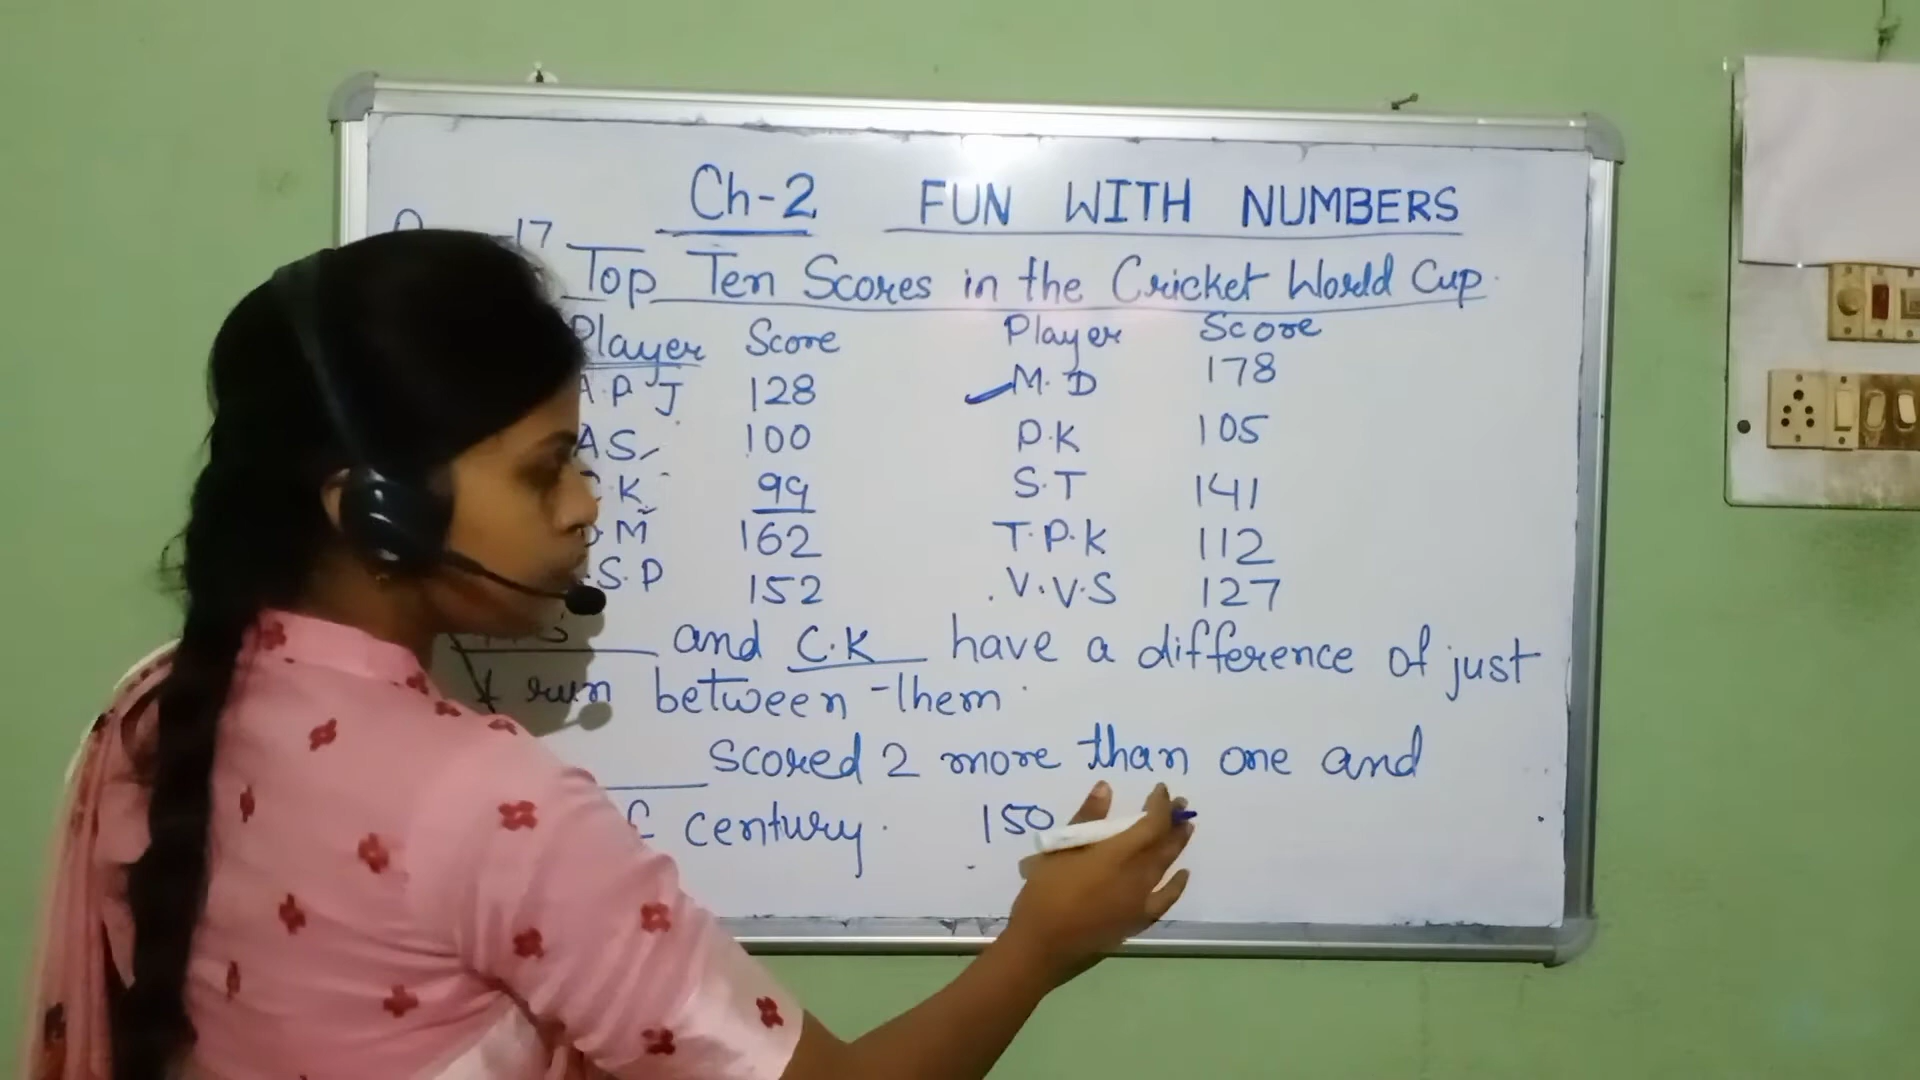 Ch-2 FUN WITH NUMBERS
17
Top Ten Scores in the Cricket World Cup.
Player Score Player Score
A.P.J 128 M.D 178
A S 100 P.K 105
K 99 S.T 141
M 162 T.P.K 112
S.P 152 V.V.S 127
and C.K have a difference of just
1 run between them.
scored 2 more than one and
century. 150